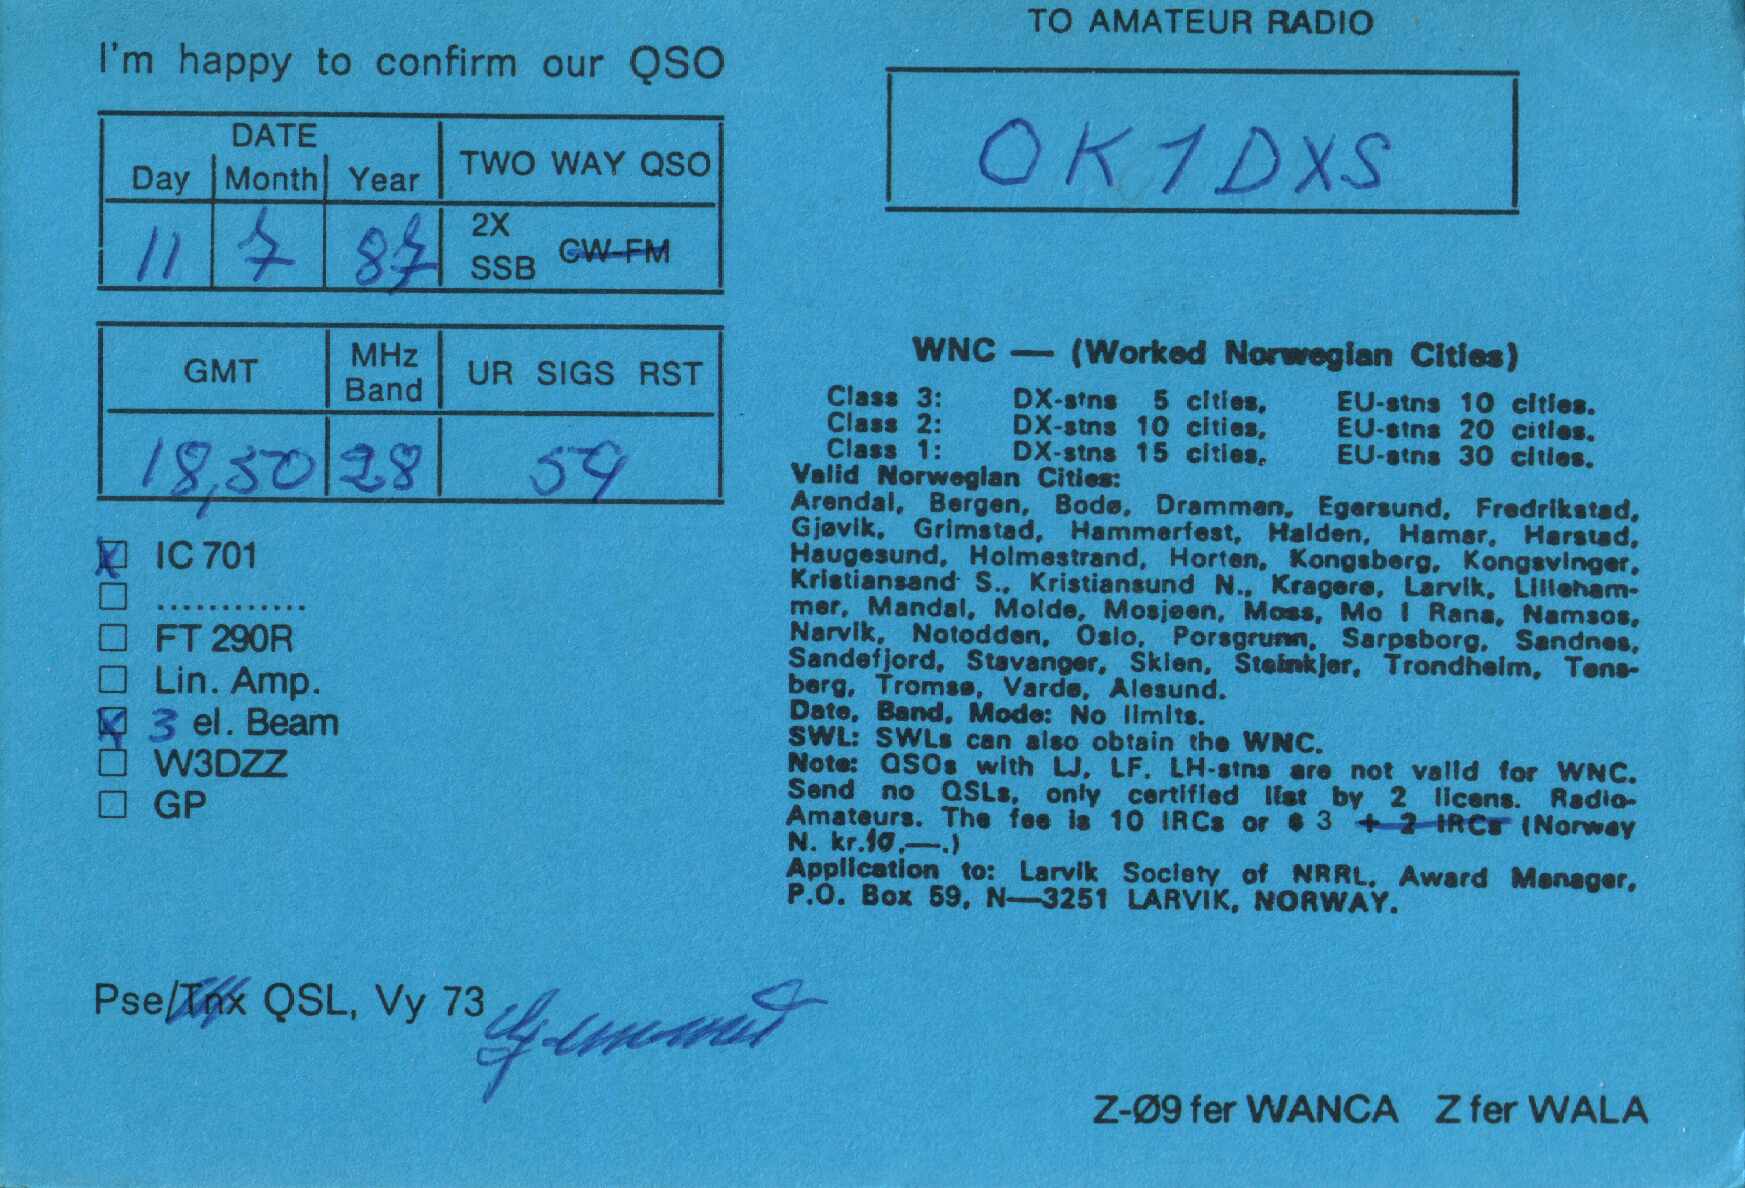 I'm happy to confirm our QSO
DATE
Day Month Year TWO WAY QSO
11 7 87 2X SSB CW-FM
GMT MHz Band UR SIGS RST
18,50 28 59
x IC 701
............
FT 290R
Lin. Amp.
x 3 el. Beam
W3DZZ
GP
Pse/Tnx QSL, Vy 73
TO AMATEUR RADIO
OK1DXS
WNC — (Worked Norwegian Cities)
Class 3: DX-stns 5 cities, EU-stns 10 cities.
Class 2: DX-stns 10 cities, EU-stns 20 cities.
Class 1: DX-stns 15 cities, EU-stns 30 cities.
Valid Norwegian Cities:
Arendal, Bergen, Bodø, Drammen, Egersund, Fredrikstad,
Gjøvik, Grimstad, Hammerfest, Halden, Hamar, Harstad,
Haugesund, Holmestrand, Horten, Kongsberg, Kongsvinger,
Kristiansand S., Kristiansund N., Kragerø, Larvik, Lilleham-
mer, Mandal, Molde, Mosjøen, Moss, Mo I Rana, Namsos,
Narvik, Notodden, Oslo, Porsgrunn, Sarpsborg, Sandnes,
Sandefjord, Stavanger, Skien, Steinkjer, Trondheim, Tøns-
berg, Tromsø, Vardø, Alesund.
Date, Band, Mode: No limits.
SWL: SWLs can also obtain the WNC.
Note: QSOs with LJ, LF, LH-stns are not valid for WNC.
Send no QSLs, only certified list by 2 licens. Radio-
Amateurs. The fee is 10 IRCs or $ 3 + 2 IRCs (Norway
N. kr.10,—.)
Application to: Larvik Society of NRRL, Award Manager,
P.O. Box 59, N—3251 LARVIK, NORWAY.
Z-Ø9 fer WANCA Z fer WALA